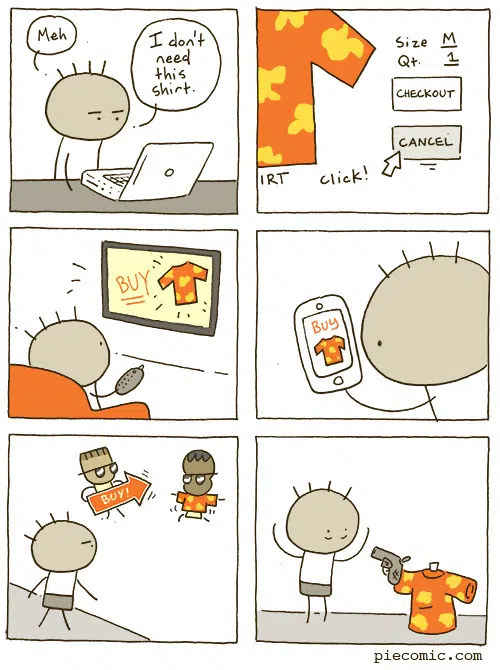 Meh
I don't
need
this
shirt.
Size M
Qt. 1
CHECKOUT
CANCEL
IRT click!
BUY
BUY
BUY!
piecomic.com